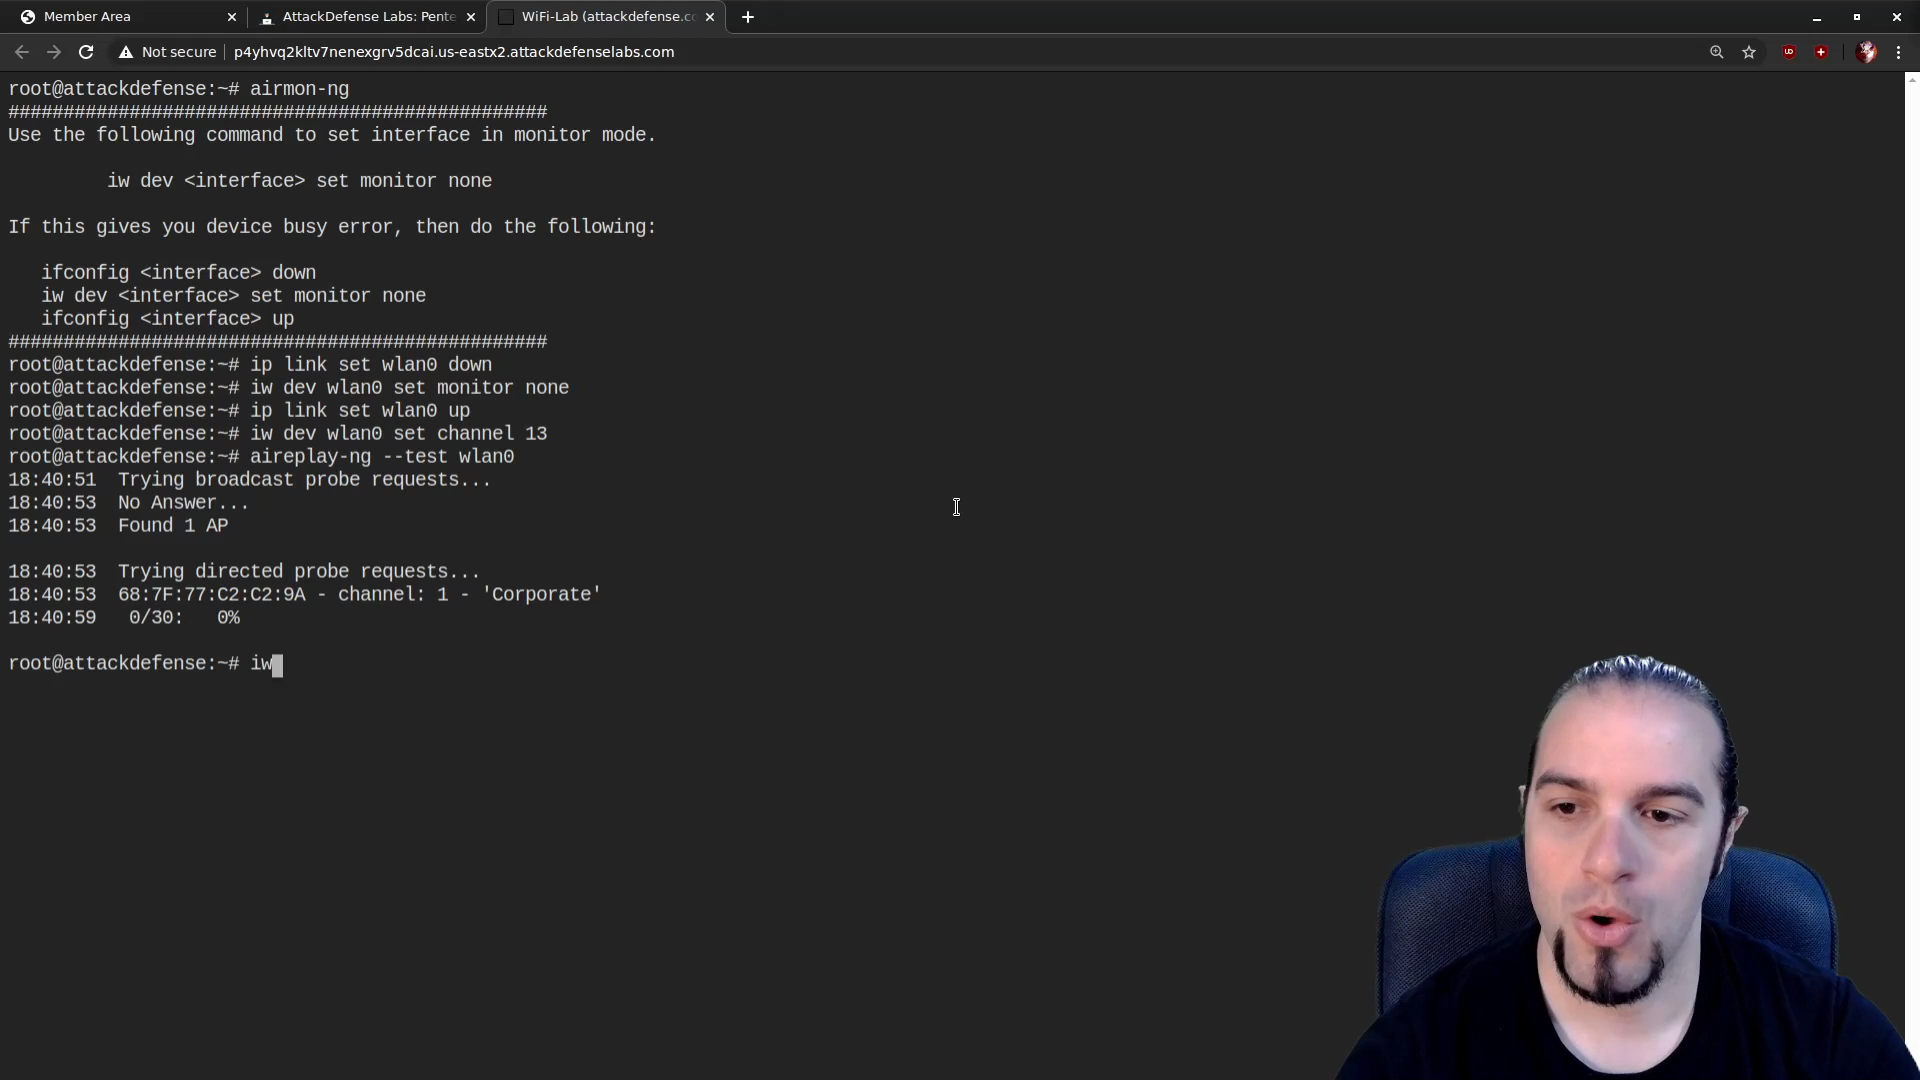 Member Area
AttackDefense Labs: Pente
WiFi-Lab (attackdefense.co
Not secure
p4yhvq2kltv7nenexgrv5dcai.us-eastx2.attackdefenselabs.com
root@attackdefense:~# airmon-ng
#################################################
Use the following command to set interface in monitor mode.
iw dev <interface> set monitor none
If this gives you device busy error, then do the following:
ifconfig <interface> down
iw dev <interface> set monitor none
ifconfig <interface> up
#################################################
root@attackdefense:~# ip link set wlan0 down
root@attackdefense:~# iw dev wlan0 set monitor none
root@attackdefense:~# ip link set wlan0 up
root@attackdefense:~# iw dev wlan0 set channel 13
root@attackdefense:~# aireplay-ng --test wlan0
18:40:51  Trying broadcast probe requests...
18:40:53  No Answer...
18:40:53  Found 1 AP
18:40:53  Trying directed probe requests...
18:40:53  68:7F:77:C2:C2:9A - channel: 1 - 'Corporate'
18:40:59   0/30:   0%
root@attackdefense:~# iw